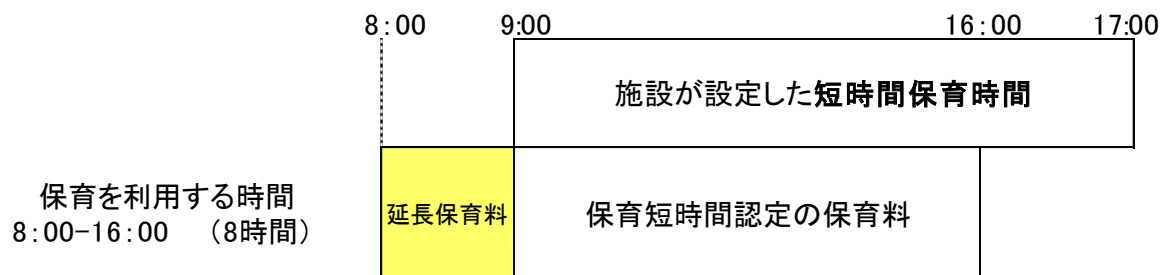 8:00 9:00 16:00 17:00
施設が設定した短時間保育時間
保育を利用する時間
8:00-16:00 （8時間）
延長保育料
保育短時間認定の保育料